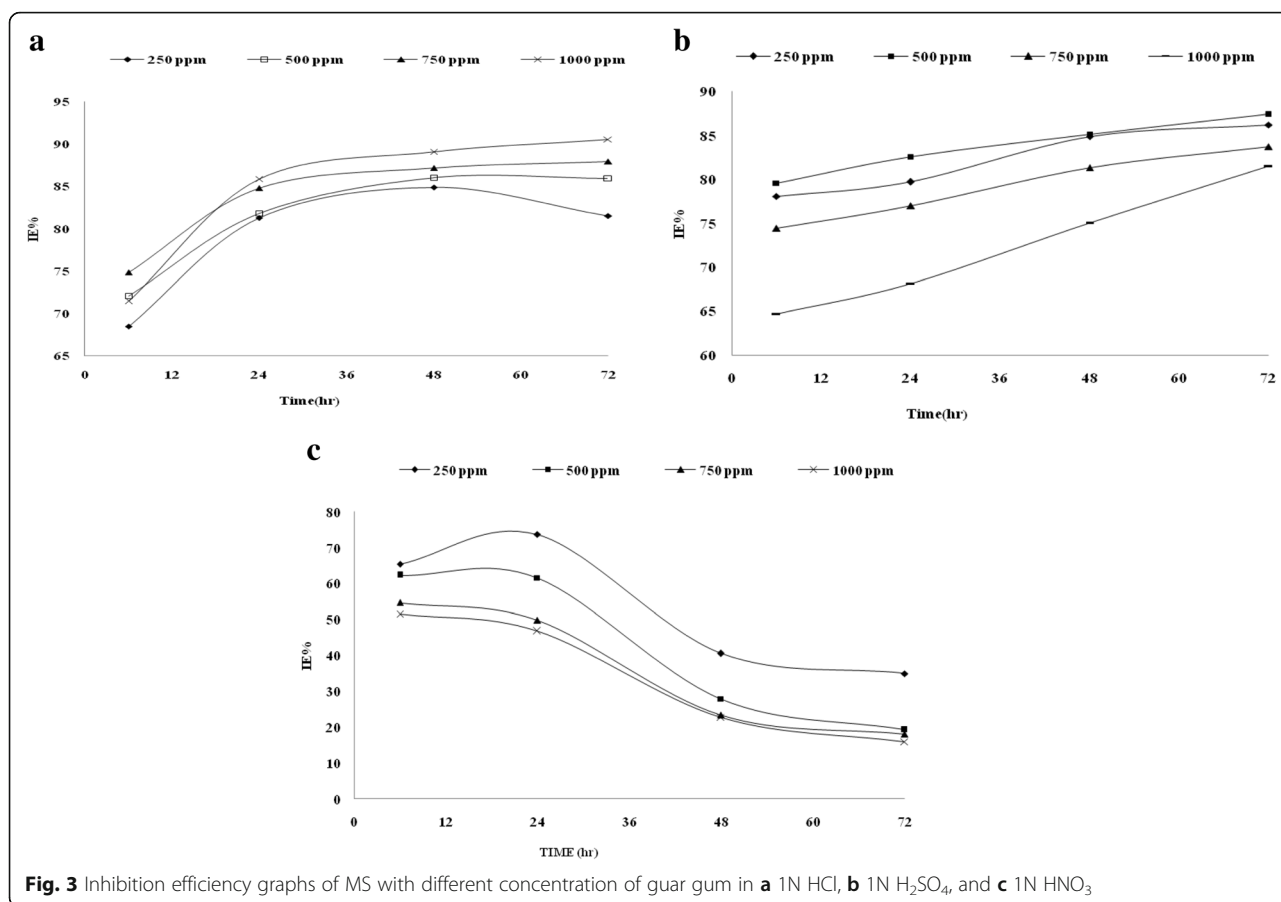 a
250 ppm 500 ppm 750 ppm 1000 ppm
95
90
85
80
75
70
65
IE%
0 12 24 36 48 60 72
Time(hr)
b
250 ppm 500 ppm 750 ppm 1000 ppm
90
85
80
75
70
65
60
IE%
0 12 24 36 48 60 72
Time(hr)
c
250 ppm 500 ppm 750 ppm 1000 ppm
80
70
60
50
40
30
20
10
0
IE%
0 12 24 36 48 60 72
TIME (hr)
Fig. 3 Inhibition efficiency graphs of MS with different concentration of guar gum in a 1N HCl, b 1N H₂SO₄, and c 1N HNO₃